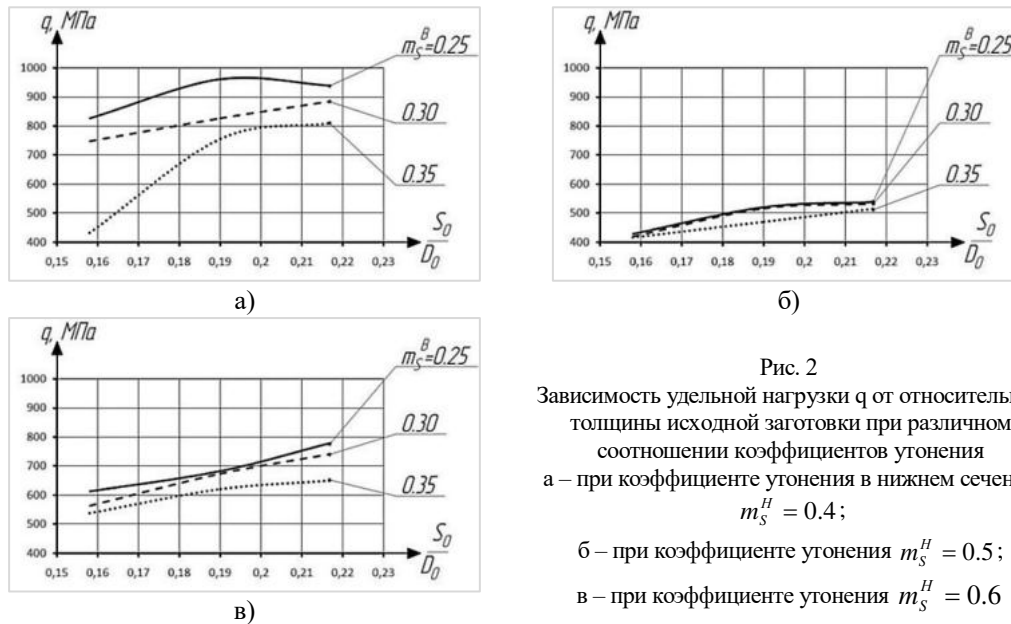 q, МПа
m_S^B=0.25
1000
900
0.30
800
700
0.35
600
500
S_0
400
D_0
0,15 0,16 0,17 0,18 0,19 0,2 0,21 0,22 0,23
а)
q, МПа
m_S^B=0.25
1000
900
0.30
800
700
0.35
600
500
S_0
400
D_0
0,15 0,16 0,17 0,18 0,19 0,2 0,21 0,22 0,23
б)
q, МПа
m_S^B=0.25
1000
900
0.30
800
700
0.35
600
500
S_0
400
D_0
0,15 0,16 0,17 0,18 0,19 0,2 0,21 0,22 0,23
в)
Рис. 2
Зависимость удельной нагрузки q от относитель
толщины исходной заготовки при различном
соотношении коэффициентов утонения
а – при коэффициенте утонения в нижнем сечен
m_S^H = 0.4;
б – при коэффициенте утонения m_S^H = 0.5;
в – при коэффициенте утонения m_S^H = 0.6